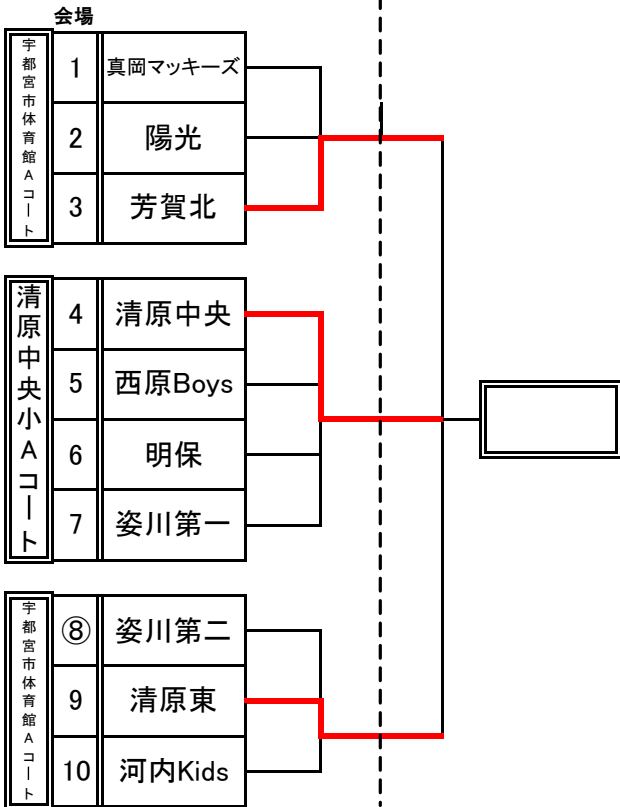 会場
宇都宮市体育館Aコート
1 真岡マッキーズ
2 陽光
3 芳賀北
清原中央小Aコート
4 清原中央
5 西原Boys
6 明保
7 姿川第一
宇都宮市体育館Aコート
⑧ 姿川第二
9 清原東
10 河内Kids